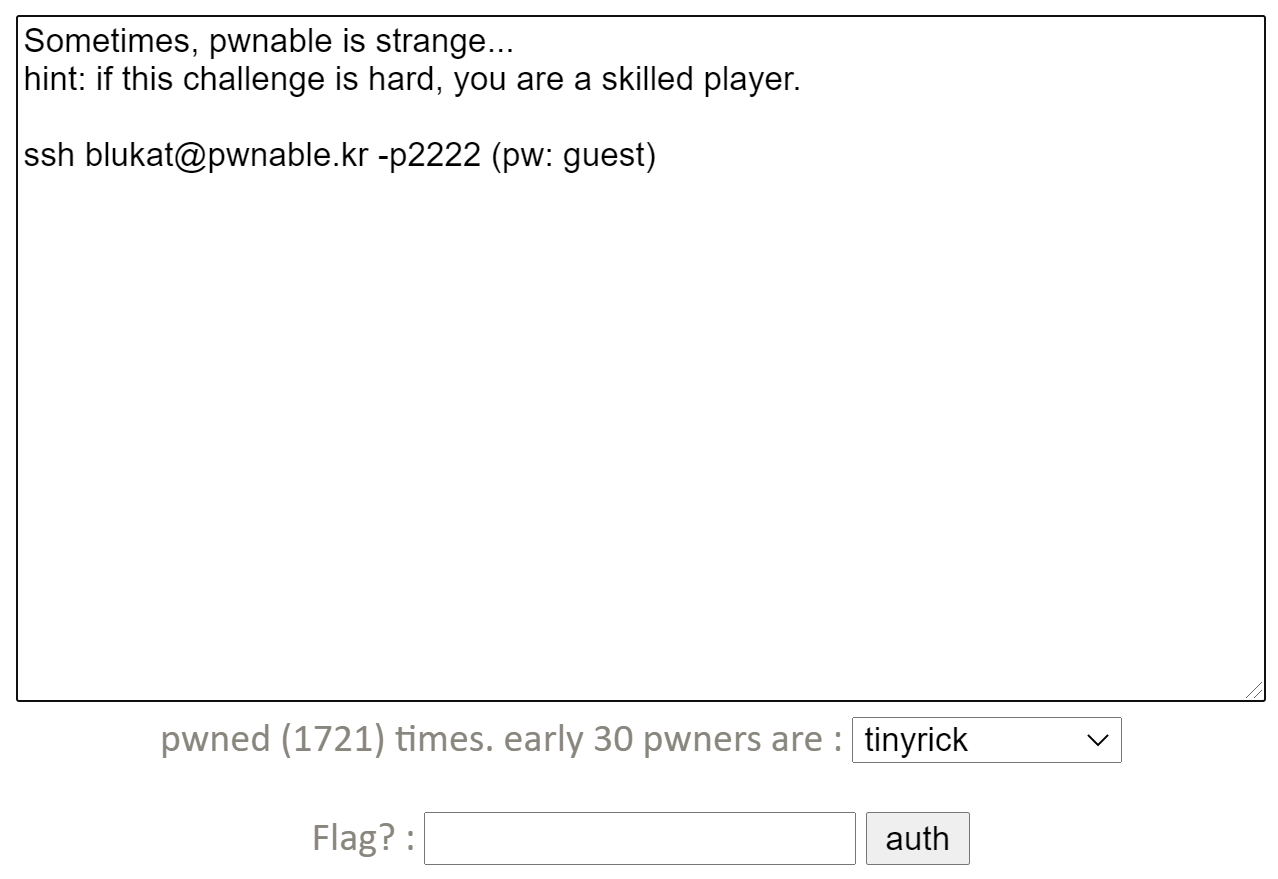 Sometimes, pwnable is strange...
hint: if this challenge is hard, you are a skilled player.
ssh blukat@pwnable.kr -p2222 (pw: guest)
pwned (1721) times. early 30 pwners are : tinyrick
Flag? : auth